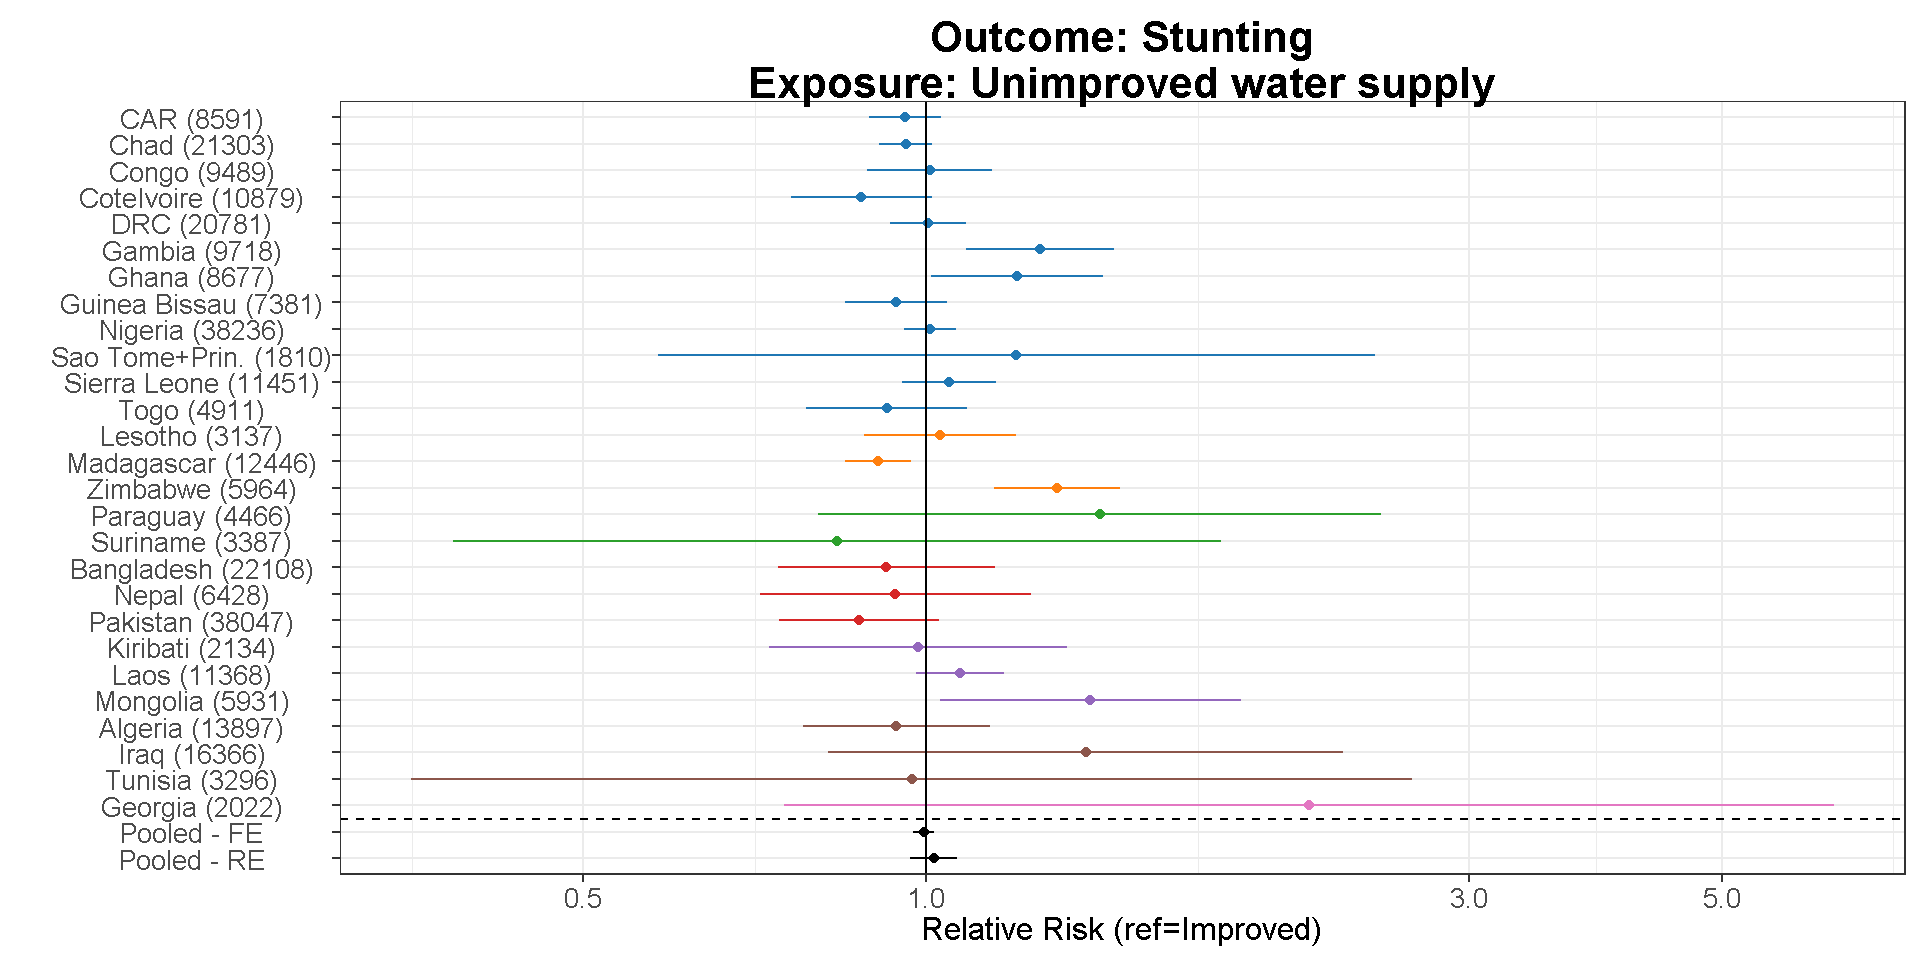 Outcome: Stunting
Exposure: Unimproved water supply
CAR (8591)
Chad (21303)
Congo (9489)
CoteIvoire (10879)
DRC (20781)
Gambia (9718)
Ghana (8677)
Guinea Bissau (7381)
Nigeria (38236)
Sao Tome+Prin. (1810)
Sierra Leone (11451)
Togo (4911)
Lesotho (3137)
Madagascar (12446)
Zimbabwe (5964)
Paraguay (4466)
Suriname (3387)
Bangladesh (22108)
Nepal (6428)
Pakistan (38047)
Kiribati (2134)
Laos (11368)
Mongolia (5931)
Algeria (13897)
Iraq (16366)
Tunisia (3296)
Georgia (2022)
Pooled - FE
Pooled - RE
0.5 1.0 3.0 5.0
Relative Risk (ref=Improved)